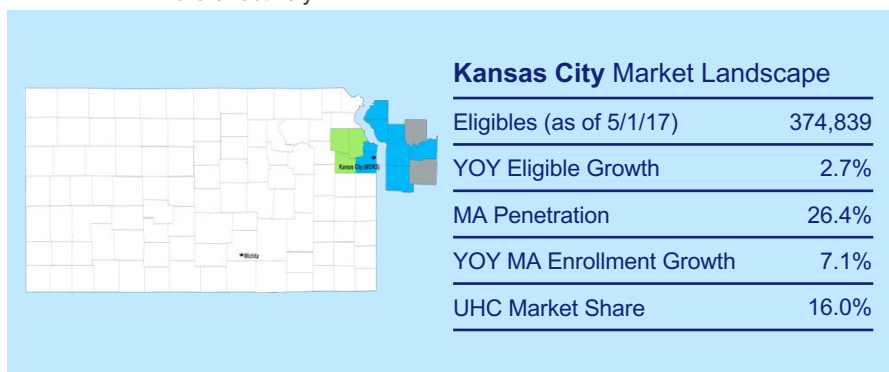 Kansas City Market Landscape
Eligibles (as of 5/1/17) 374,839
YOY Eligible Growth 2.7%
MA Penetration 26.4%
YOY MA Enrollment Growth 7.1%
UHC Market Share 16.0%
Wichita